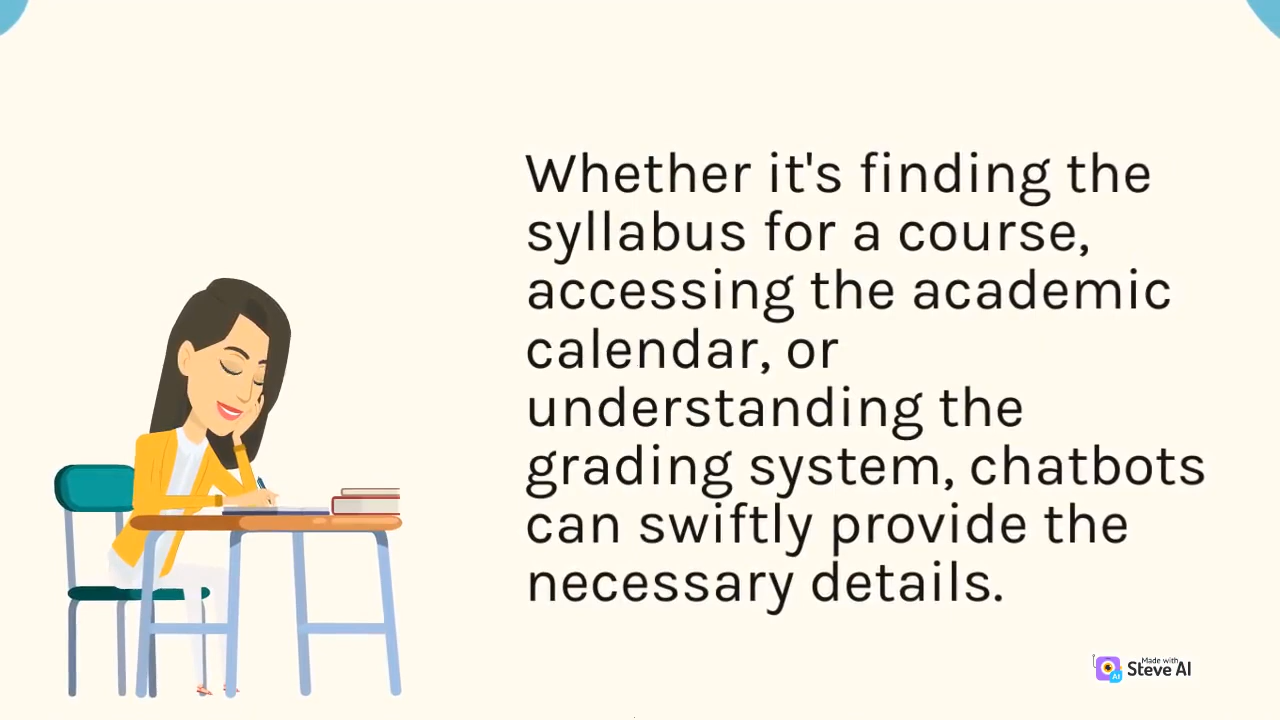 Whether it's finding the
syllabus for a course,
accessing the academic
calendar, or
understanding the
grading system, chatbots
can swiftly provide the
necessary details.
Made with
Steve AI
AI